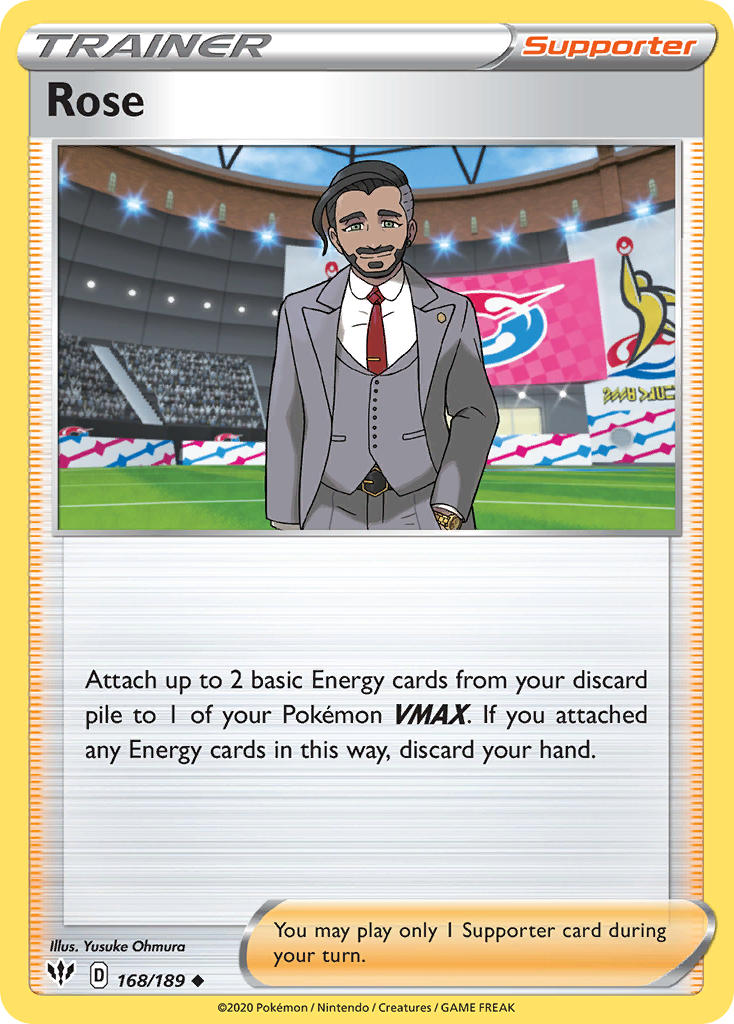 TRAINER
Supporter
Rose
Attach up to 2 basic Energy cards from your discard
pile to 1 of your Pokémon VMAX. If you attached
any Energy cards in this way, discard your hand.
You may play only 1 Supporter card during
your turn.
Illus. Yusuke Ohmura
D 168/189
©2020 Pokémon / Nintendo / Creatures / GAME FREAK